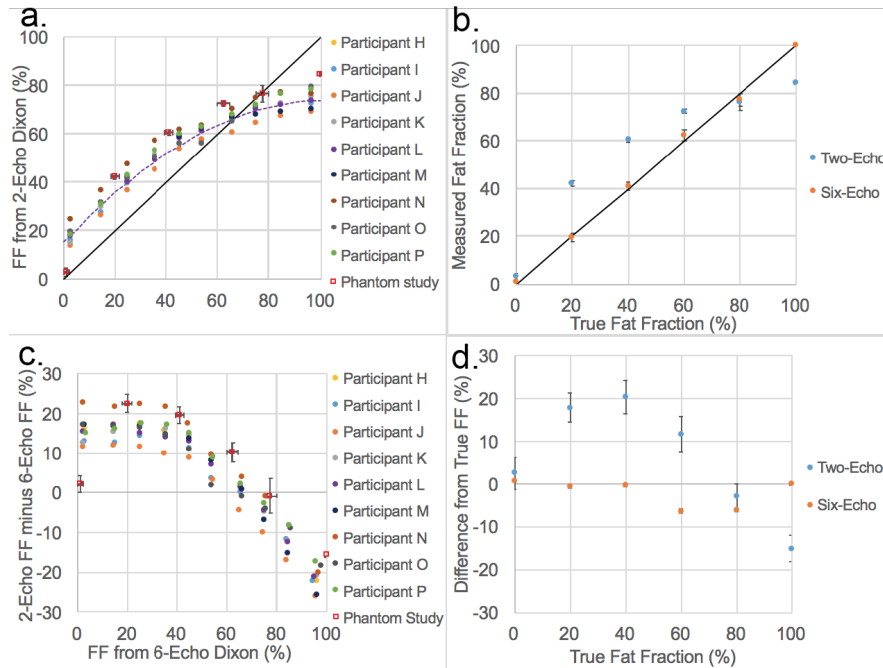 a.
FF from 2-Echo Dixon (%)
100
80
60
40
20
0
0 20 40 60 80 100
Participant H
Participant I
Participant J
Participant K
Participant L
Participant M
Participant N
Participant O
Participant P
Phantom study
b.
Measured Fat Fraction (%)
100
80
60
40
20
0
0 20 40 60 80 100
True Fat Fraction (%)
Two-Echo
Six-Echo
c.
2-Echo FF minus 6-Echo FF (%)
30
20
10
0
-10
-20
-30
0 20 40 60 80 100
FF from 6-Echo Dixon (%)
Participant H
Participant I
Participant J
Participant K
Participant L
Participant M
Participant N
Participant O
Participant P
Phantom Study
d.
Difference from True FF (%)
30
20
10
0
-10
-20
-30
0 20 40 60 80 100
True Fat Fraction (%)
Two-Echo
Six-Echo